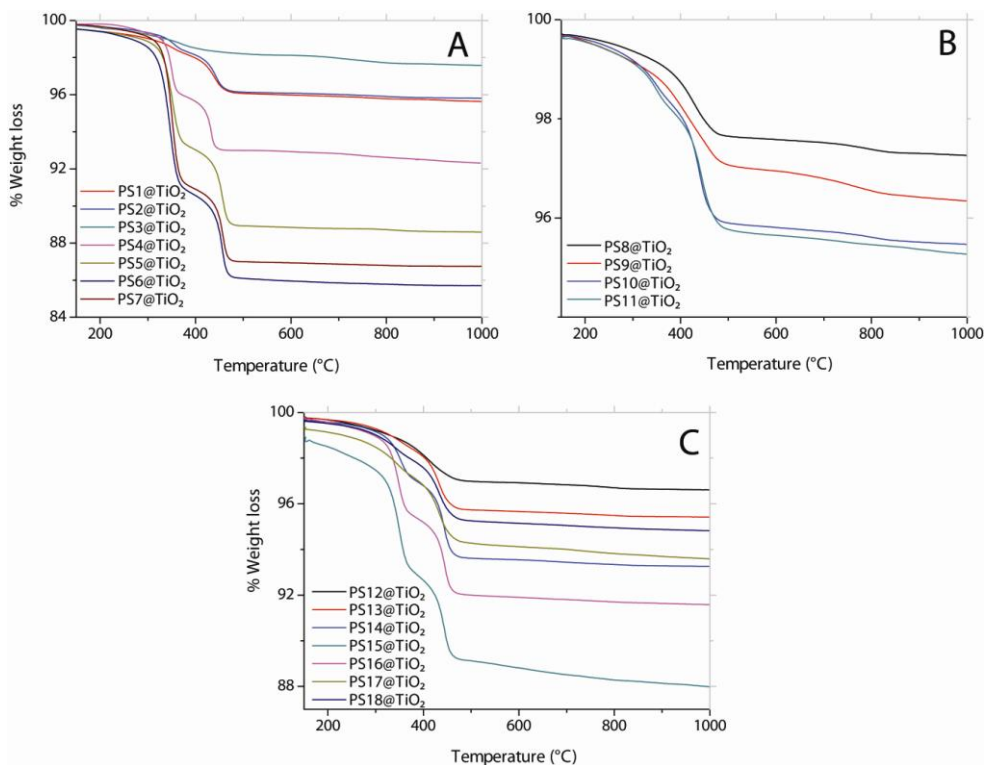 A
100
96
92
88
84
% Weight loss
PS1@TiO₂
PS2@TiO₂
PS3@TiO₂
PS4@TiO₂
PS5@TiO₂
PS6@TiO₂
PS7@TiO₂
200 400 600 800 1000
Temperature (°C)
B
100
98
96
% Weight loss
PS8@TiO₂
PS9@TiO₂
PS10@TiO₂
PS11@TiO₂
200 400 600 800 1000
Temperature (°C)
C
100
96
92
88
% Weight loss
PS12@TiO₂
PS13@TiO₂
PS14@TiO₂
PS15@TiO₂
PS16@TiO₂
PS17@TiO₂
PS18@TiO₂
200 400 600 800 1000
Temperature (°C)